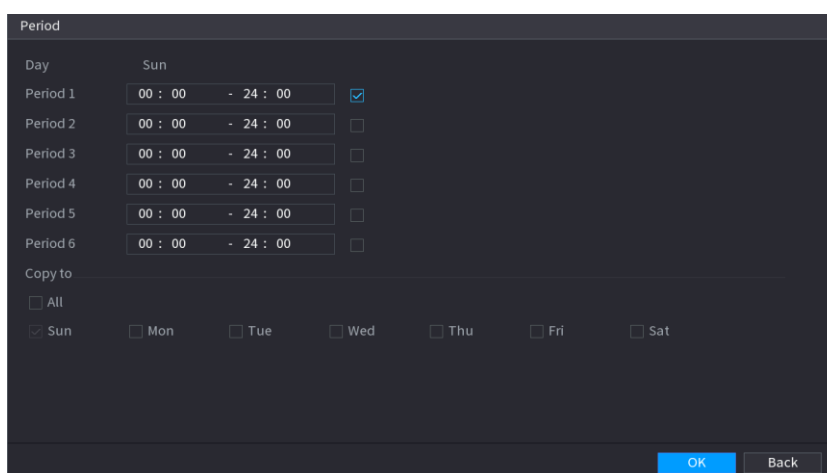 Period
Day Sun
Period 1 00 : 00 - 24 : 00
Period 2 00 : 00 - 24 : 00
Period 3 00 : 00 - 24 : 00
Period 4 00 : 00 - 24 : 00
Period 5 00 : 00 - 24 : 00
Period 6 00 : 00 - 24 : 00
Copy to
All
Sun Mon Tue Wed Thu Fri Sat
OK Back